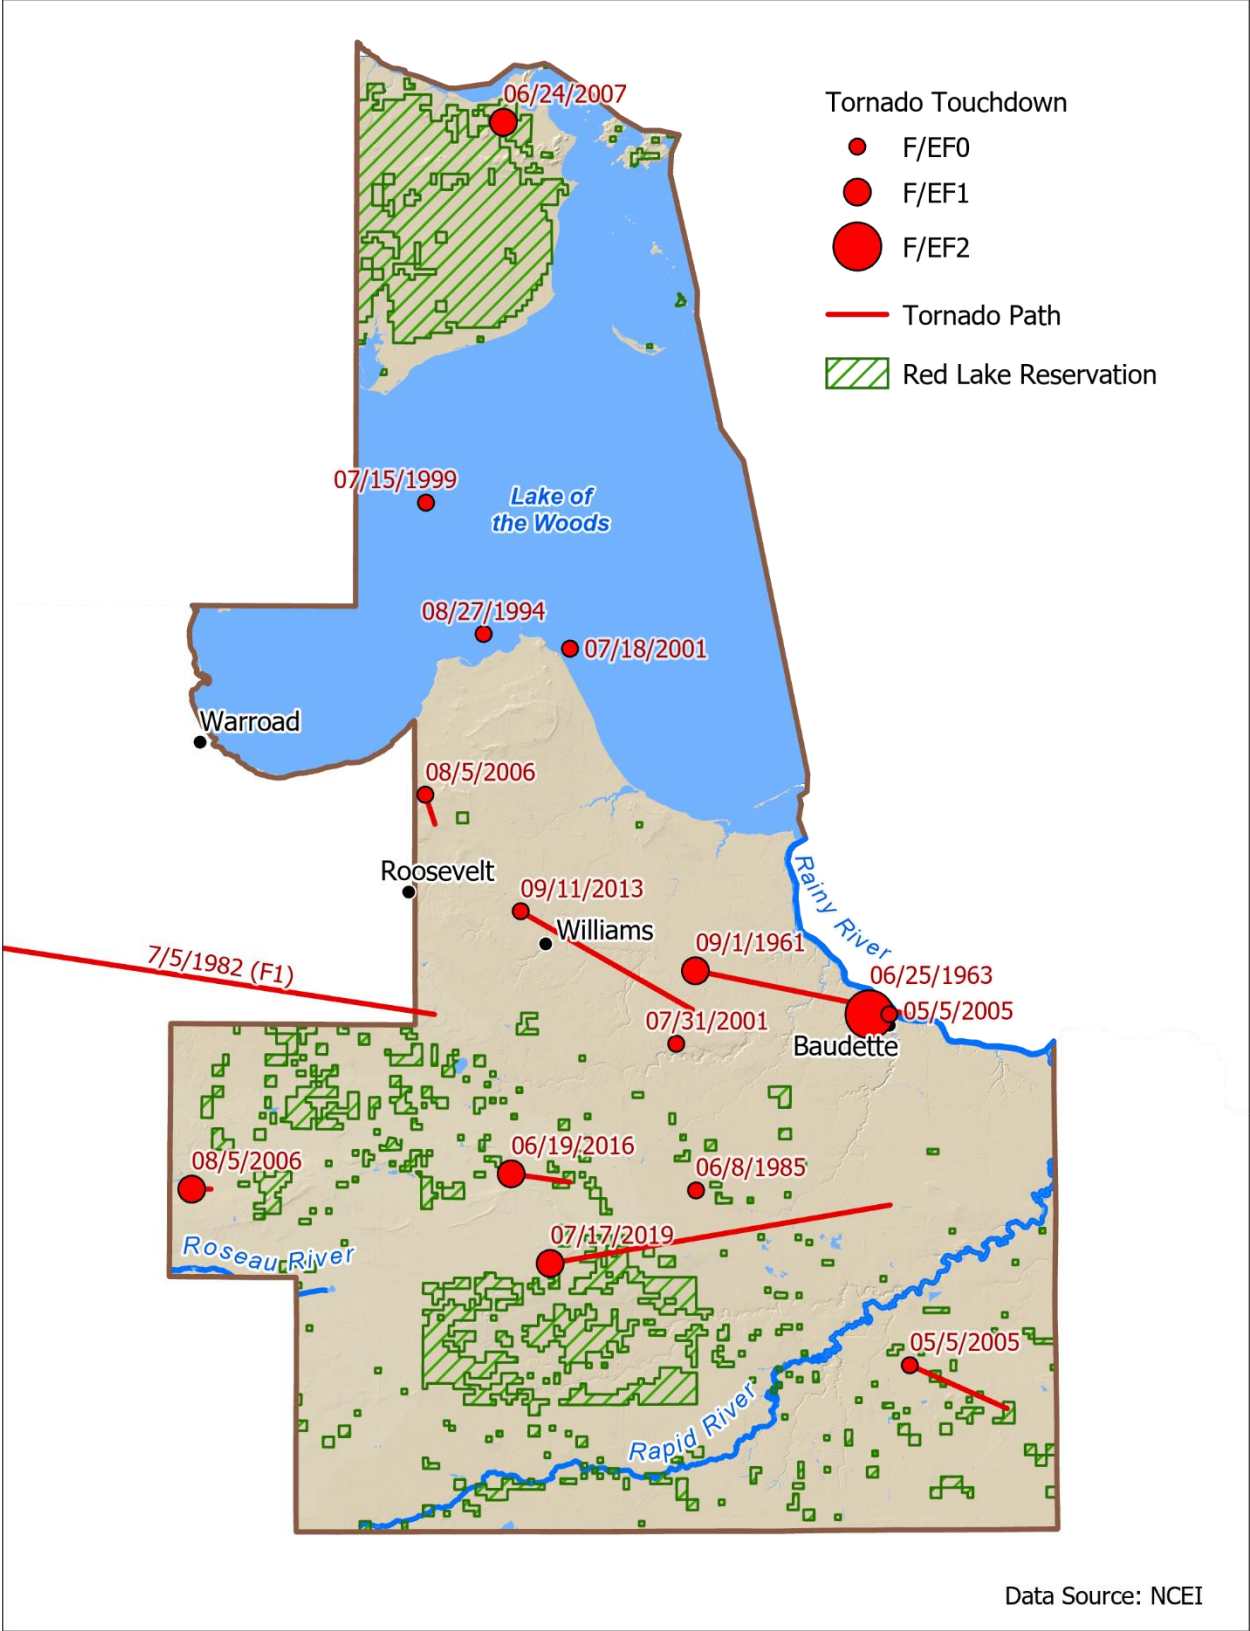 06/24/2007
Tornado Touchdown
F/EF0
F/EF1
F/EF2
Tornado Path
Red Lake Reservation
07/15/1999
Lake of
the Woods
08/27/1994
07/18/2001
Warroad
08/5/2006
Roosevelt
Rainy River
09/11/2013
Williams
09/1/1961
7/5/1982 (F1)
06/25/1963
05/5/2005
07/31/2001
Baudette
06/19/2016
08/5/2006
06/8/1985
07/17/2019
Roseau River
05/5/2005
Rapid River
Data Source: NCEI